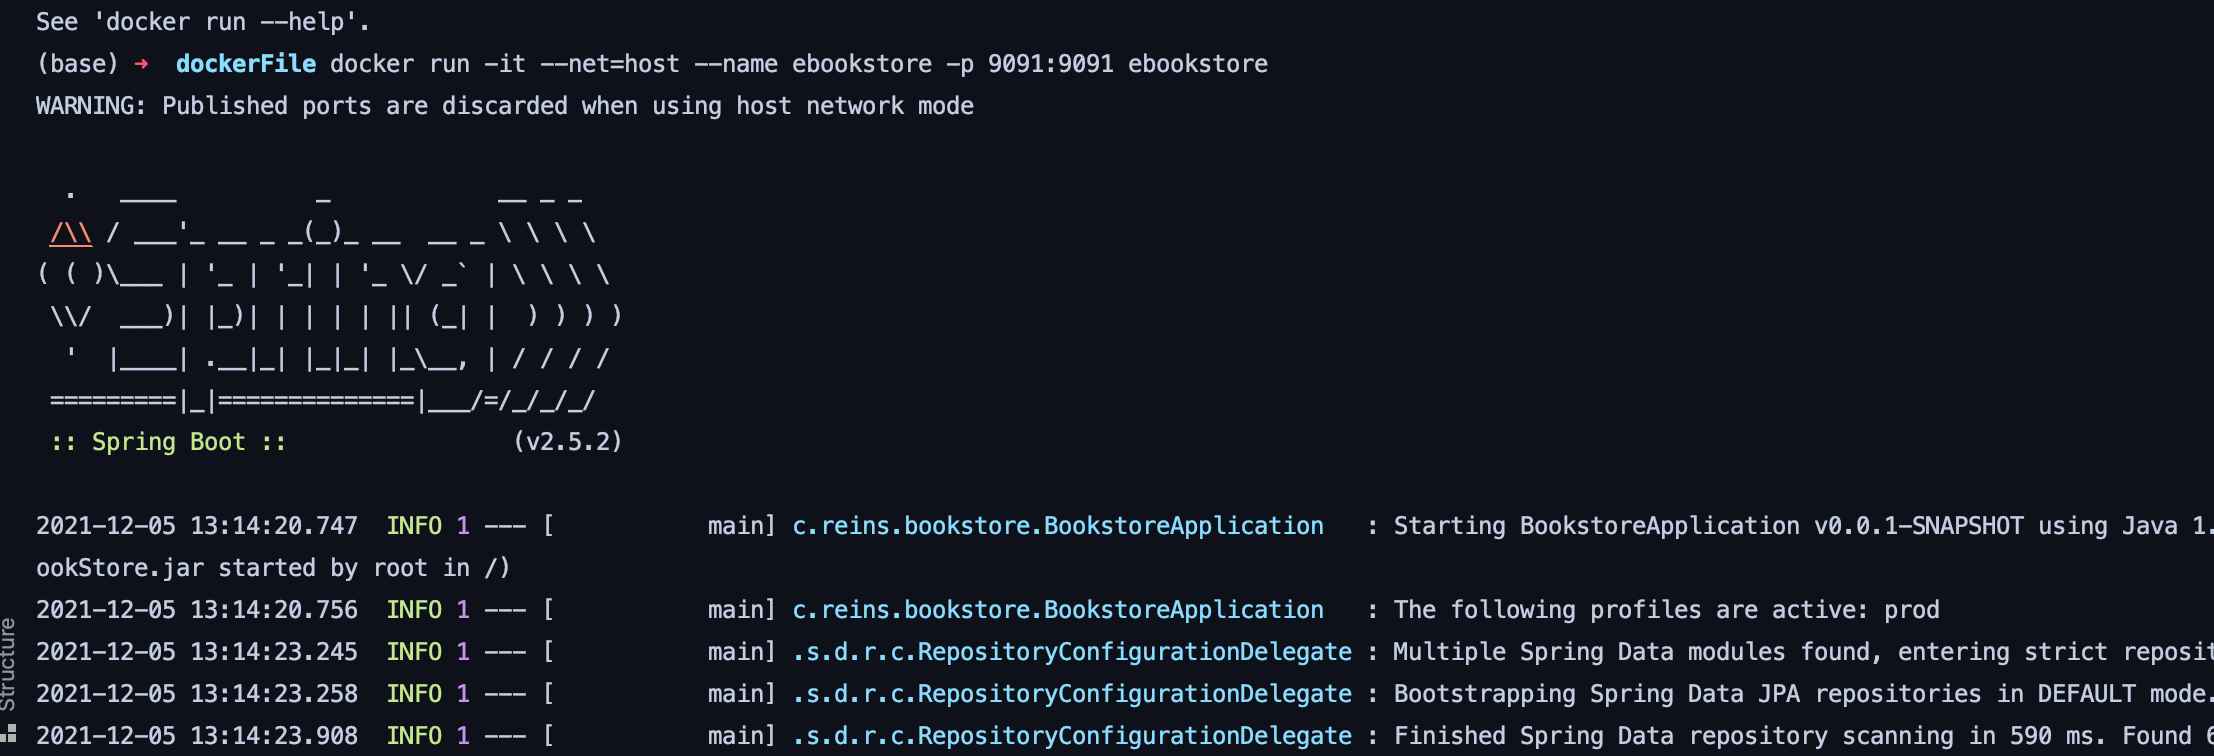 See 'docker run --help'.
(base) ➜  dockerFile docker run -it --net=host --name ebookstore -p 9091:9091 ebookstore
WARNING: Published ports are discarded when using host network mode
  .   ____          _            __ _ _
 /\\ / ___'_ __ _ _(_)_ __  __ _ \ \ \ \
( ( )\___ | '_ | '_| | '_ \/ _` | \ \ \ \
 \\/  ___)| |_)| | | | | || (_| |  ) ) ) )
  '  |____| .__|_| |_|_| |_\__, | / / / /
 =========|_|==============|___/=/_/_/_/
 :: Spring Boot ::                (v2.5.2)
2021-12-05 13:14:20.747  INFO 1 --- [           main] c.reins.bookstore.BookstoreApplication   : Starting BookstoreApplication v0.0.1-SNAPSHOT using Java 1.
ookStore.jar started by root in /)
2021-12-05 13:14:20.756  INFO 1 --- [           main] c.reins.bookstore.BookstoreApplication   : The following profiles are active: prod
2021-12-05 13:14:23.245  INFO 1 --- [           main] .s.d.r.c.RepositoryConfigurationDelegate : Multiple Spring Data modules found, entering strict reposit
2021-12-05 13:14:23.258  INFO 1 --- [           main] .s.d.r.c.RepositoryConfigurationDelegate : Bootstrapping Spring Data JPA repositories in DEFAULT mode.
2021-12-05 13:14:23.908  INFO 1 --- [           main] .s.d.r.c.RepositoryConfigurationDelegate : Finished Spring Data repository scanning in 590 ms. Found 6
Structure